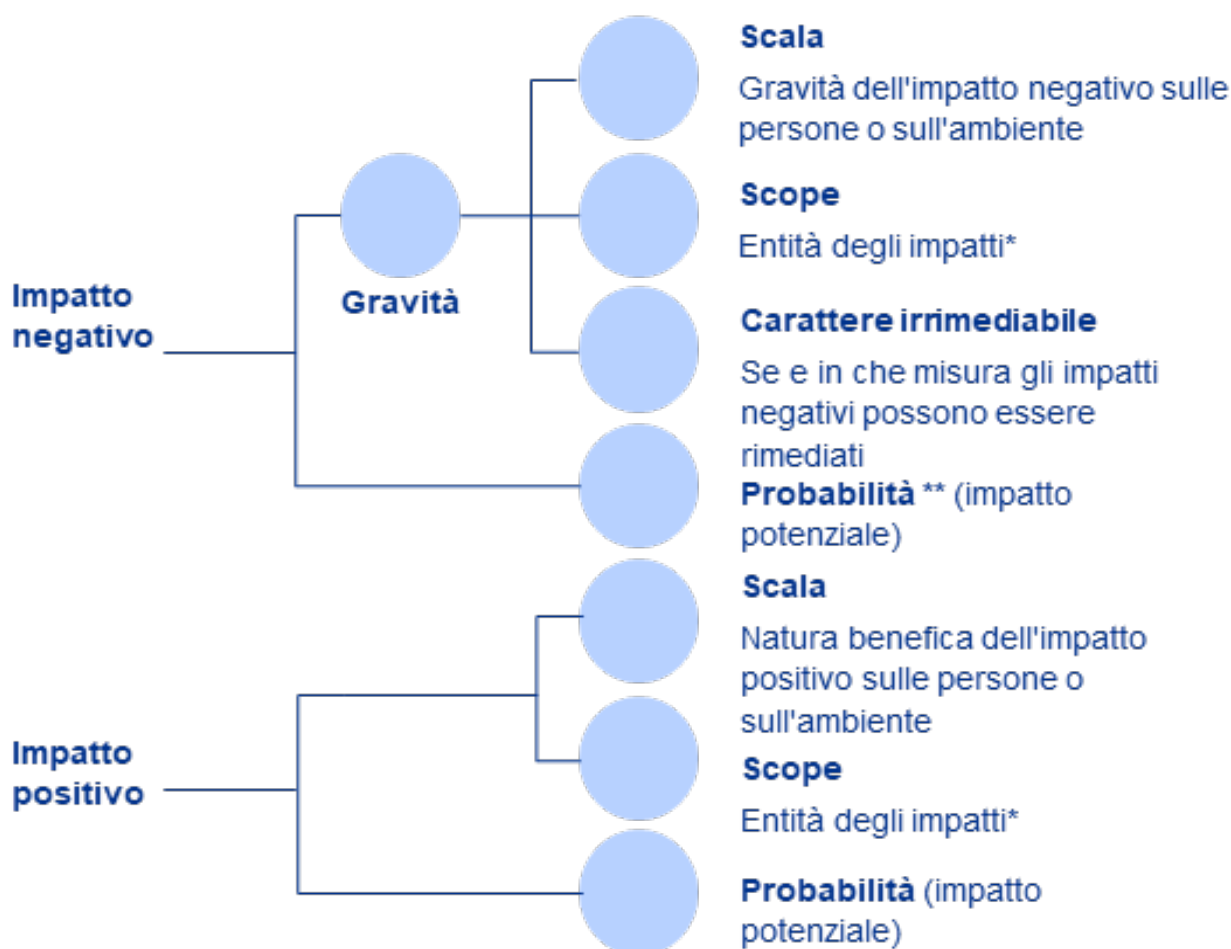 Scala
Gravità dell'impatto negativo sulle
persone o sull'ambiente
Scope
Entità degli impatti*
Impatto
negativo
Gravità
Carattere irrimediabile
Se e in che misura gli impatti
negativi possono essere
rimediati
Probabilità ** (impatto
potenziale)
Scala
Natura benefica dell'impatto
positivo sulle persone o
sull'ambiente
Impatto
positivo
Scope
Entità degli impatti*
Probabilità (impatto
potenziale)